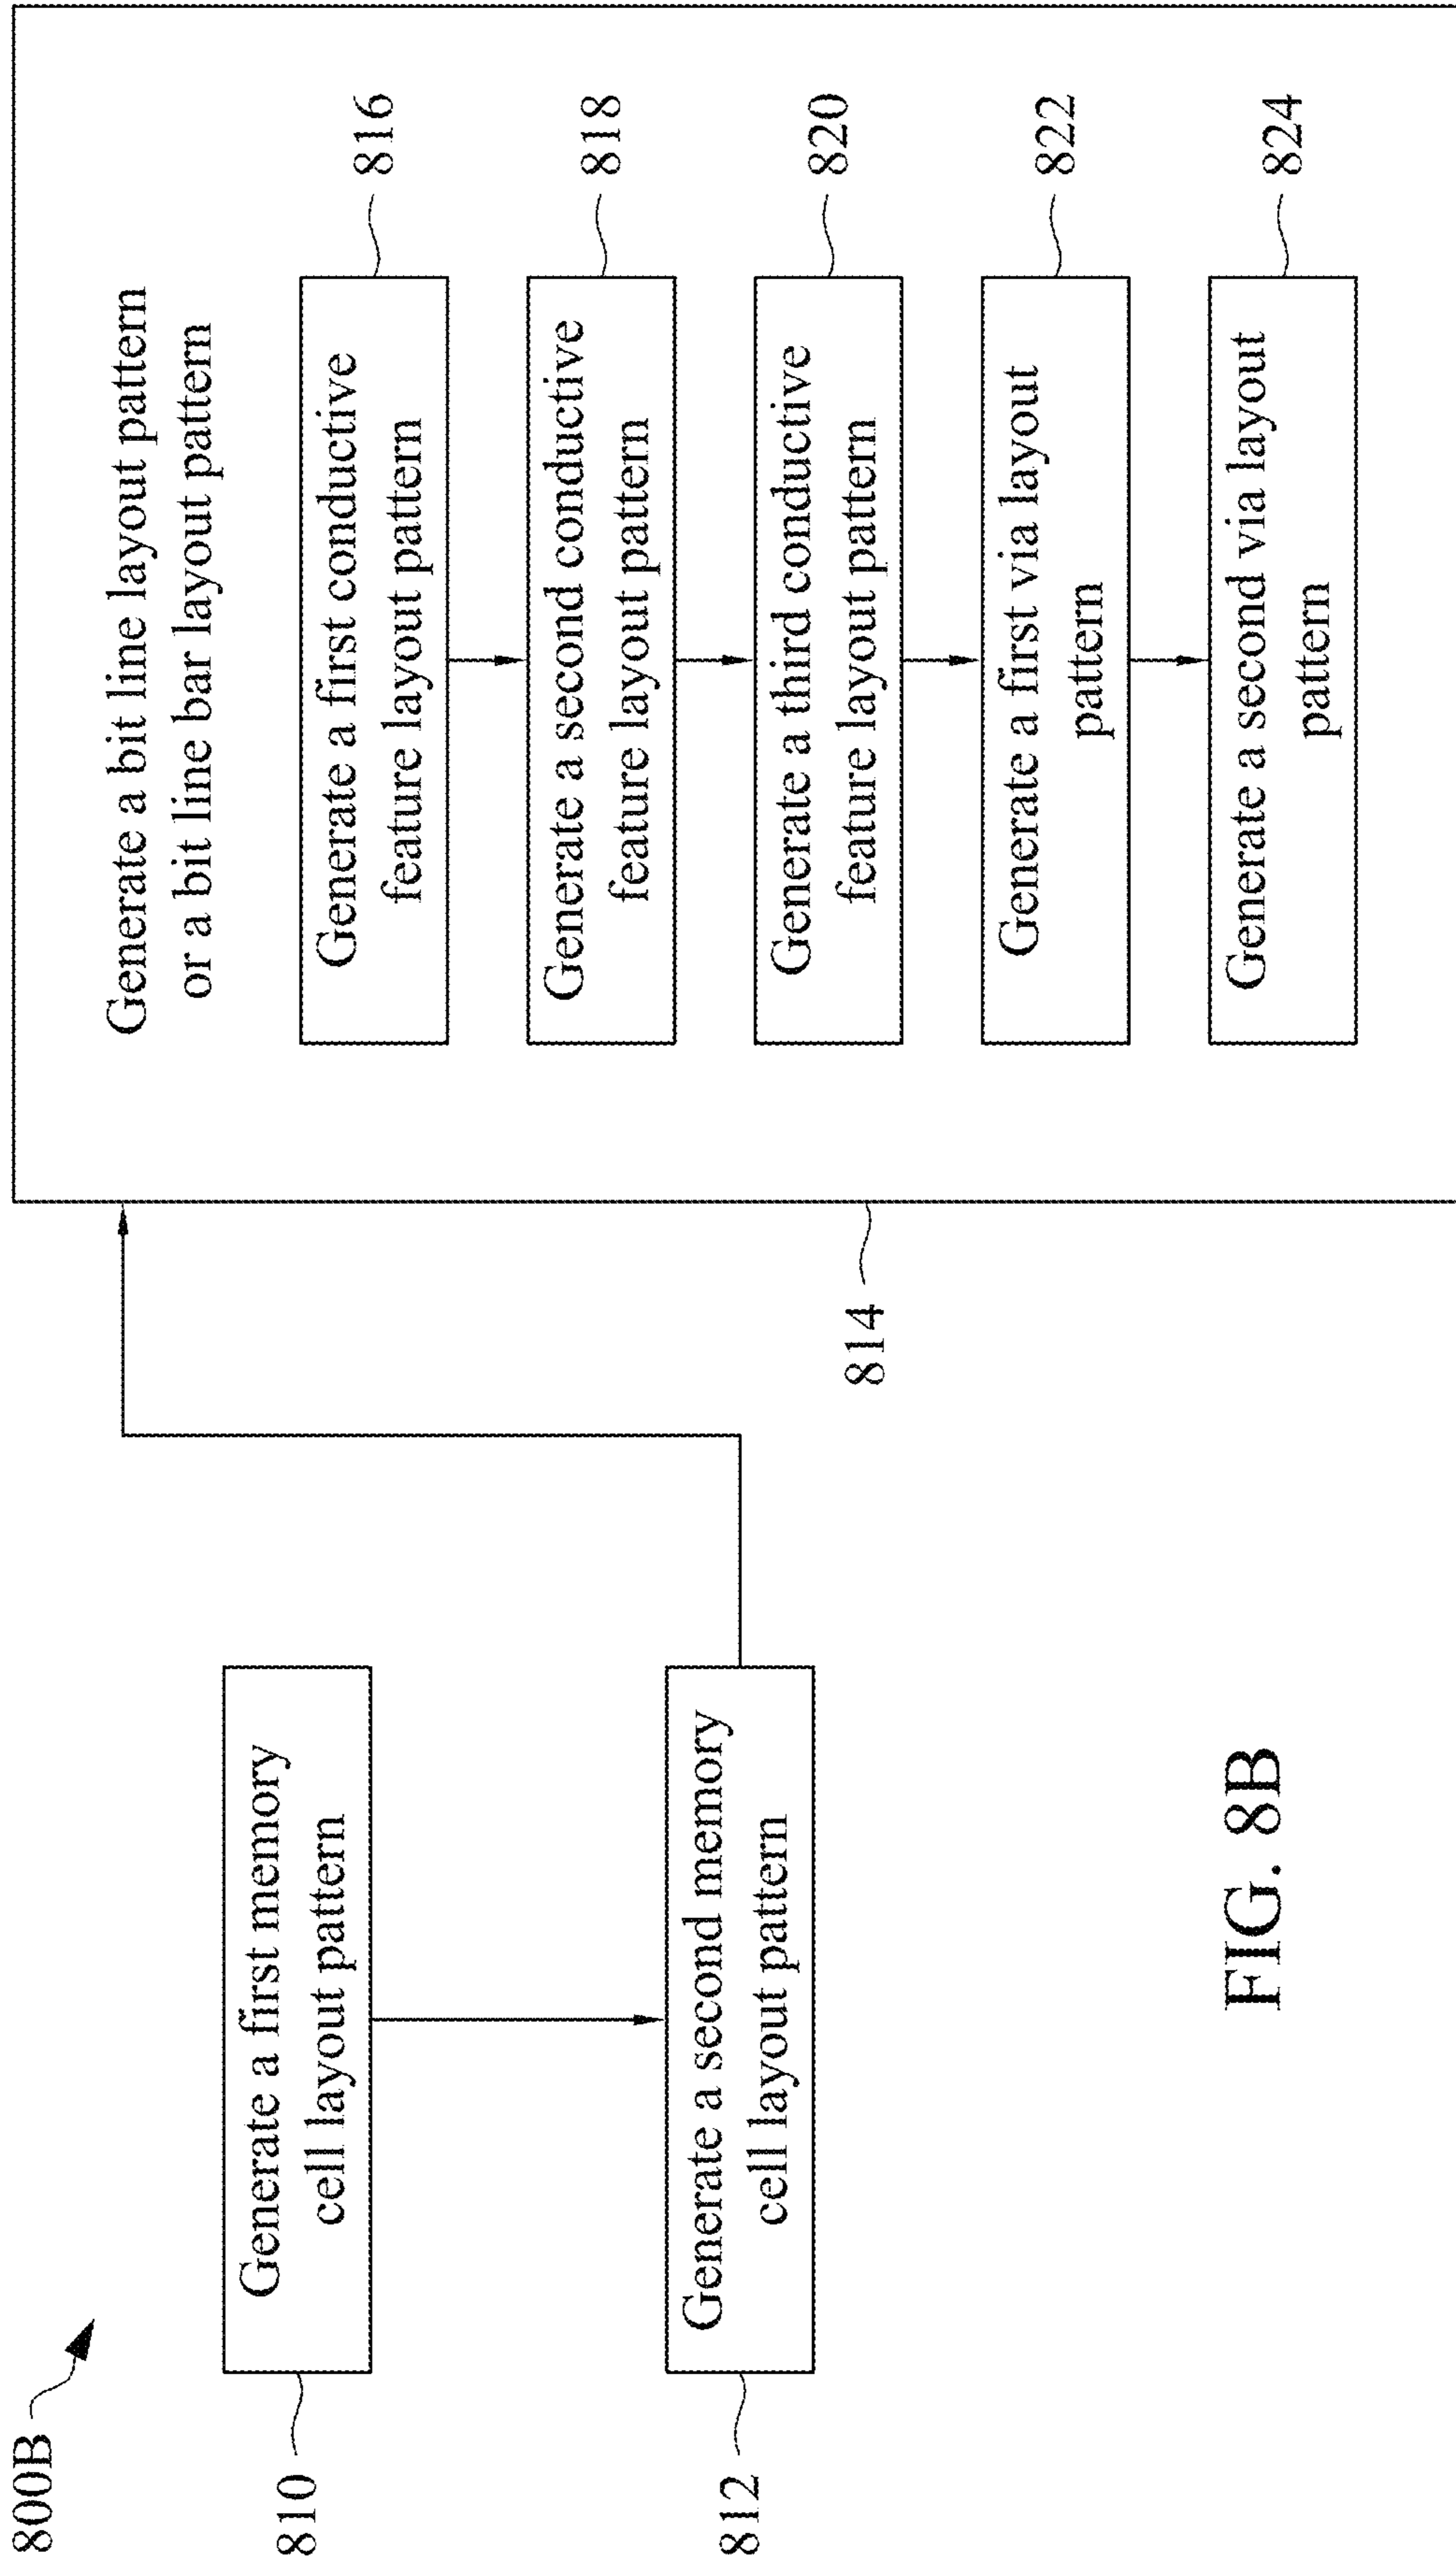 800B
810
Generate a first memory
cell layout pattern
812
Generate a second memory
cell layout pattern
814
Generate a bit line layout pattern
or a bit line bar layout pattern
Generate a first conductive
feature layout pattern
816
Generate a second conductive
feature layout pattern
818
Generate a third conductive
feature layout pattern
820
Generate a first via layout
pattern
822
Generate a second via layout
pattern
824
FIG. 8B